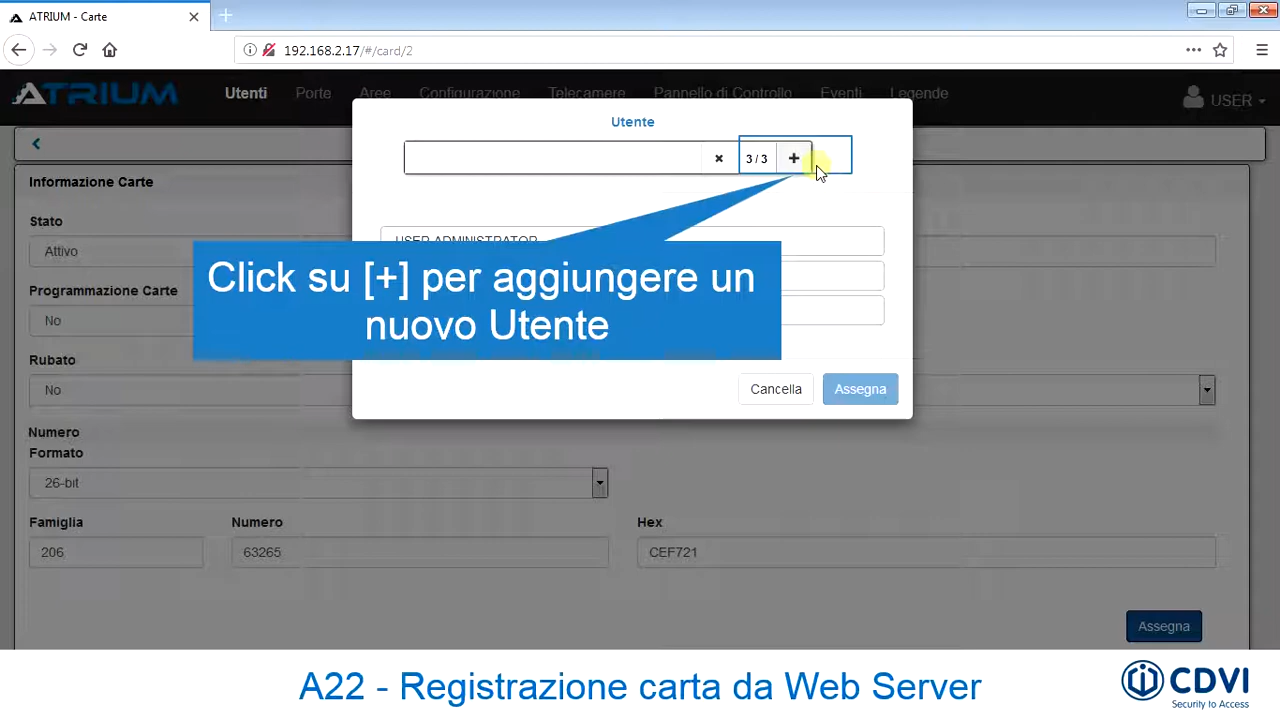 ATRIUM - Carte
192.168.2.17/#/card/2
ATRIUM
Utenti Porte Aree Configurazione Telecamere Pannello di Controllo Eventi Legende
USER
Utente
3 / 3 +
Informazione Carte
Stato
Attivo
USER ADMINISTRATOR
Click su [+] per aggiungere un
nuovo Utente
Programmazione Carte
No
Rubato
No
Cancella Assegna
Numero
Formato
26-bit
Famiglia Numero Hex
206 63265 CEF721
Assegna
A22 - Registrazione carta da Web Server
CDVI
Security to Access